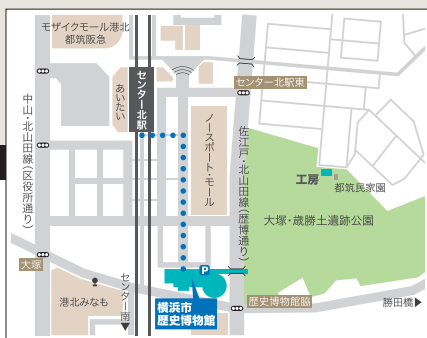 モザイクモール港北
都筑阪急
あいたい
センター北駅
センター北駅東
中山・北山田線(区役所通り)
ノースポート・モール
佐江戸・北山田線(歴博通り)
工房
都筑民家園
大塚・歳勝土遺跡公園
大塚
P
港北みなも
センター南▼
横浜市
歴史博物館
歴史博物館脇
勝田橋▶